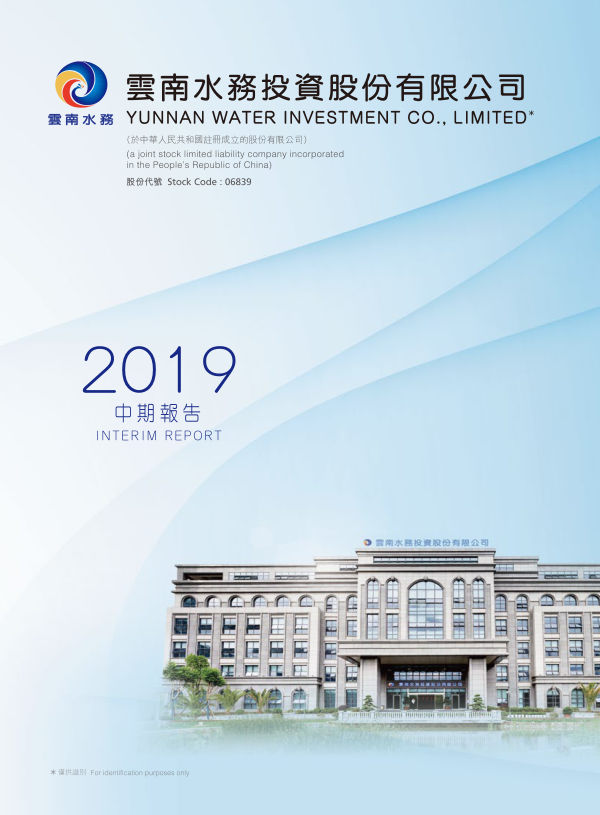 雲南水務
雲南水務投資股份有限公司
YUNNAN WATER INVESTMENT CO., LIMITED*
(於中華人民共和國註冊成立的股份有限公司)
(a joint stock limited liability company incorporated
in the People's Republic of China)
股份代號 Stock Code : 06839
2019
中期報告
INTERIM REPORT
雲南水務投資股份有限公司
* 僅供識別 For identification purposes only